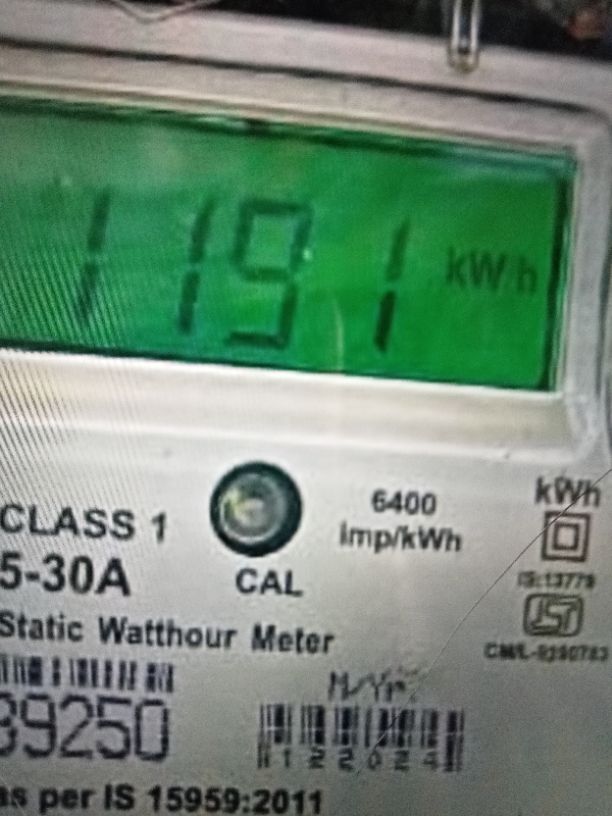 1191 kWh
CLASS 1
6400
imp/kWh
kWh
5-30A
CAL
IS:13779
Static Watthour Meter
39250
M/Yr.
122024
as per IS 15959:2011